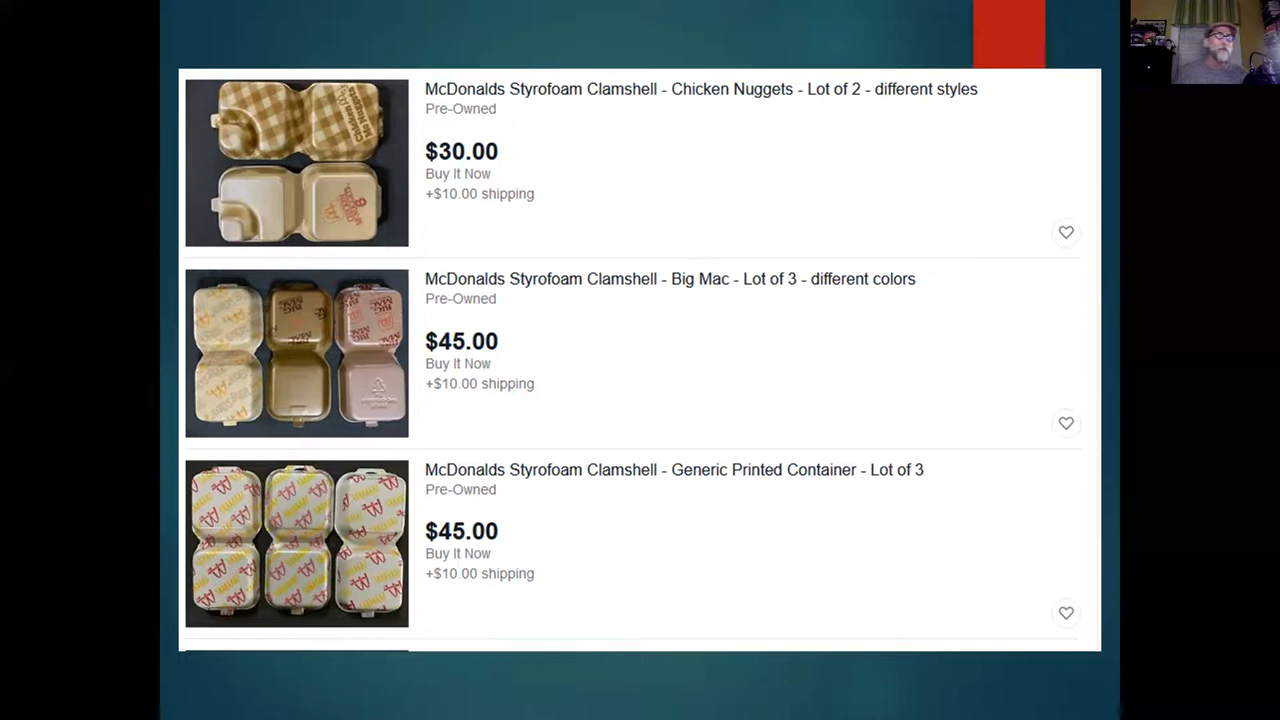 McDonalds Styrofoam Clamshell - Chicken Nuggets - Lot of 2 - different styles
Pre-Owned
$30.00
Buy It Now
+$10.00 shipping
McDonalds Styrofoam Clamshell - Big Mac - Lot of 3 - different colors
Pre-Owned
$45.00
Buy It Now
+$10.00 shipping
McDonalds Styrofoam Clamshell - Generic Printed Container - Lot of 3
Pre-Owned
$45.00
Buy It Now
+$10.00 shipping